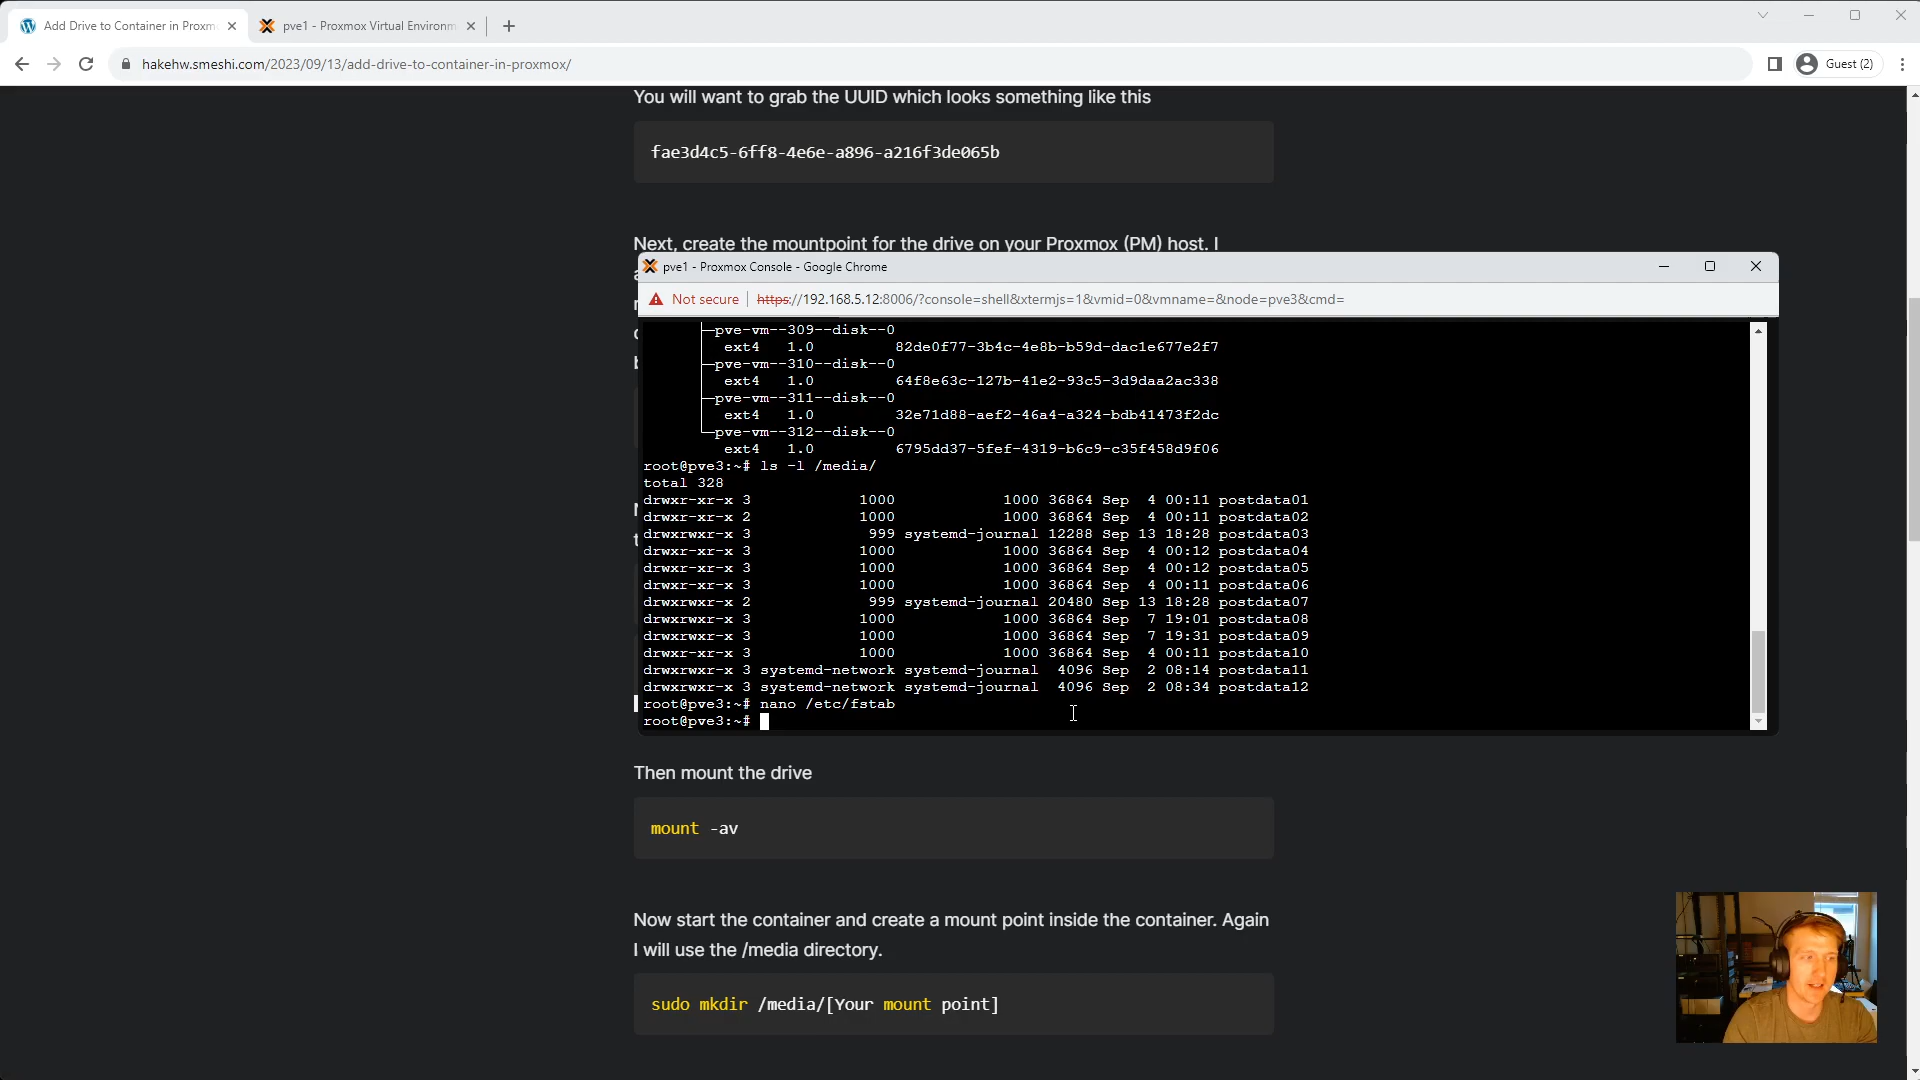 Add Drive to Container in Proxm
pve1 - Proxmox Virtual Environm
hakehw.smeshi.com/2023/09/13/add-drive-to-container-in-proxmox/
Guest (2)
You will want to grab the UUID which looks something like this
fae3d4c5-6ff8-4e6e-a896-a216f3de065b
Next, create the mountpoint for the drive on your Proxmox (PM) host. I
pve1 - Proxmox Console - Google Chrome
Not secure
https://192.168.5.12:8006/?console=shell&xtermjs=1&vmid=0&vmname=&node=pve3&cmd=
├─pve-vm--309--disk--0
ext4 1.0 82de0f77-3b4c-4e8b-b59d-dac1e677e2f7
├─pve-vm--310--disk--0
ext4 1.0 64f8e63c-127b-41e2-93c5-3d9daa2ac338
├─pve-vm--311--disk--0
ext4 1.0 32e71d88-aef2-46a4-a324-bdb41473f2dc
└─pve-vm--312--disk--0
ext4 1.0 6795dd37-5fef-4319-b6c9-c35f458d9f06
root@pve3:~# ls -l /media/
total 328
drwxr-xr-x 3 1000 1000 36864 Sep 4 00:11 postdata01
drwxr-xr-x 2 1000 1000 36864 Sep 4 00:11 postdata02
drwxrwxr-x 3 999 systemd-journal 12288 Sep 13 18:28 postdata03
drwxr-xr-x 3 1000 1000 36864 Sep 4 00:12 postdata04
drwxr-xr-x 3 1000 1000 36864 Sep 4 00:12 postdata05
drwxr-xr-x 3 1000 1000 36864 Sep 4 00:11 postdata06
drwxrwxr-x 2 999 systemd-journal 20480 Sep 13 18:28 postdata07
drwxrwxr-x 3 1000 1000 36864 Sep 7 19:01 postdata08
drwxrwxr-x 3 1000 1000 36864 Sep 7 19:31 postdata09
drwxrwxr-x 3 1000 1000 36864 Sep 4 00:11 postdata10
drwxrwxr-x 3 systemd-network systemd-journal 4096 Sep 2 08:14 postdata11
drwxrwxr-x 3 systemd-network systemd-journal 4096 Sep 2 08:34 postdata12
root@pve3:~# nano /etc/fstab
root@pve3:~#
Then mount the drive
mount -av
Now start the container and create a mount point inside the container. Again
I will use the /media directory.
sudo mkdir /media/[Your mount point]